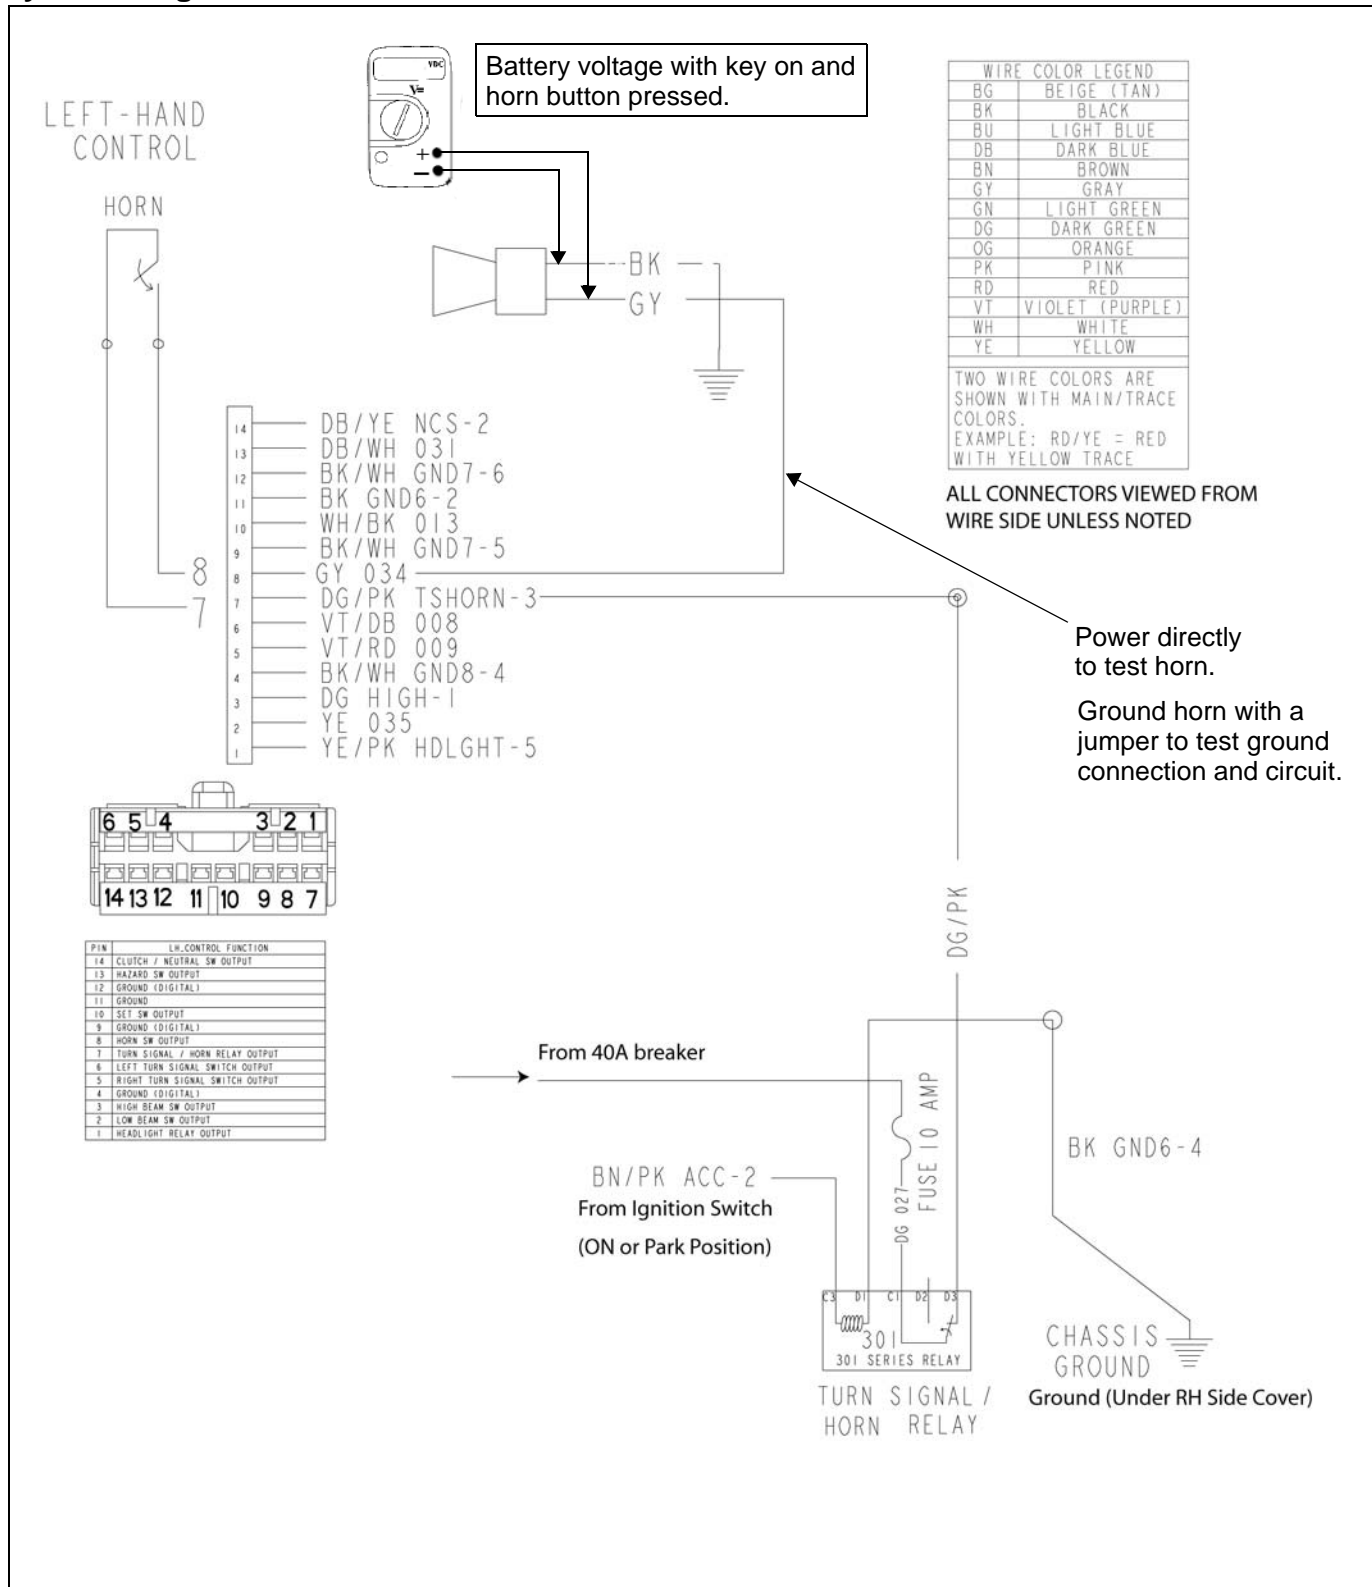 VDC
V=
+
–
Battery voltage with key on and
horn button pressed.
LEFT-HAND
CONTROL
HORN
BK
GY
WIRE COLOR LEGEND
BG BEIGE (TAN)
BK BLACK
BU LIGHT BLUE
DB DARK BLUE
BN BROWN
GY GRAY
GN LIGHT GREEN
DG DARK GREEN
OG ORANGE
PK PINK
RD RED
VT VIOLET (PURPLE)
WH WHITE
YE YELLOW
TWO WIRE COLORS ARE
SHOWN WITH MAIN/TRACE
COLORS.
EXAMPLE: RD/YE = RED
WITH YELLOW TRACE
ALL CONNECTORS VIEWED FROM
WIRE SIDE UNLESS NOTED
14 DB/YE NCS-2
13 DB/WH 031
12 BK/WH GND7-6
11 BK GND6-2
10 WH/BK 013
9 BK/WH GND7-5
8 8 GY 034
7 7 DG/PK TSHORN-3
6 VT/DB 008
5 VT/RD 009
4 BK/WH GND8-4
3 DG HIGH-1
2 YE 035
1 YE/PK HDLGHT-5
Power directly
to test horn.
Ground horn with a
jumper to test ground
connection and circuit.
6 5 4 3 2 1
14 13 12 11 10 9 8 7
PIN LH_CONTROL FUNCTION
14 CLUTCH / NEUTRAL SW OUTPUT
13 HAZARD SW OUTPUT
12 GROUND (DIGITAL)
11 GROUND
10 SET SW OUTPUT
9 GROUND (DIGITAL)
8 HORN SW OUTPUT
7 TURN SIGNAL / HORN RELAY OUTPUT
6 LEFT TURN SIGNAL SWITCH OUTPUT
5 RIGHT TURN SIGNAL SWITCH OUTPUT
4 GROUND (DIGITAL)
3 HIGH BEAM SW OUTPUT
2 LOW BEAM SW OUTPUT
1 HEADLIGHT RELAY OUTPUT
DG/PK
From 40A breaker
FUSE 10 AMP
DG 027
BK GND6-4
BN/PK ACC-2
From Ignition Switch
(ON or Park Position)
C3 D1 C1 D2 D3
301
301 SERIES RELAY
TURN SIGNAL /
HORN RELAY
CHASSIS
GROUND
Ground (Under RH Side Cover)